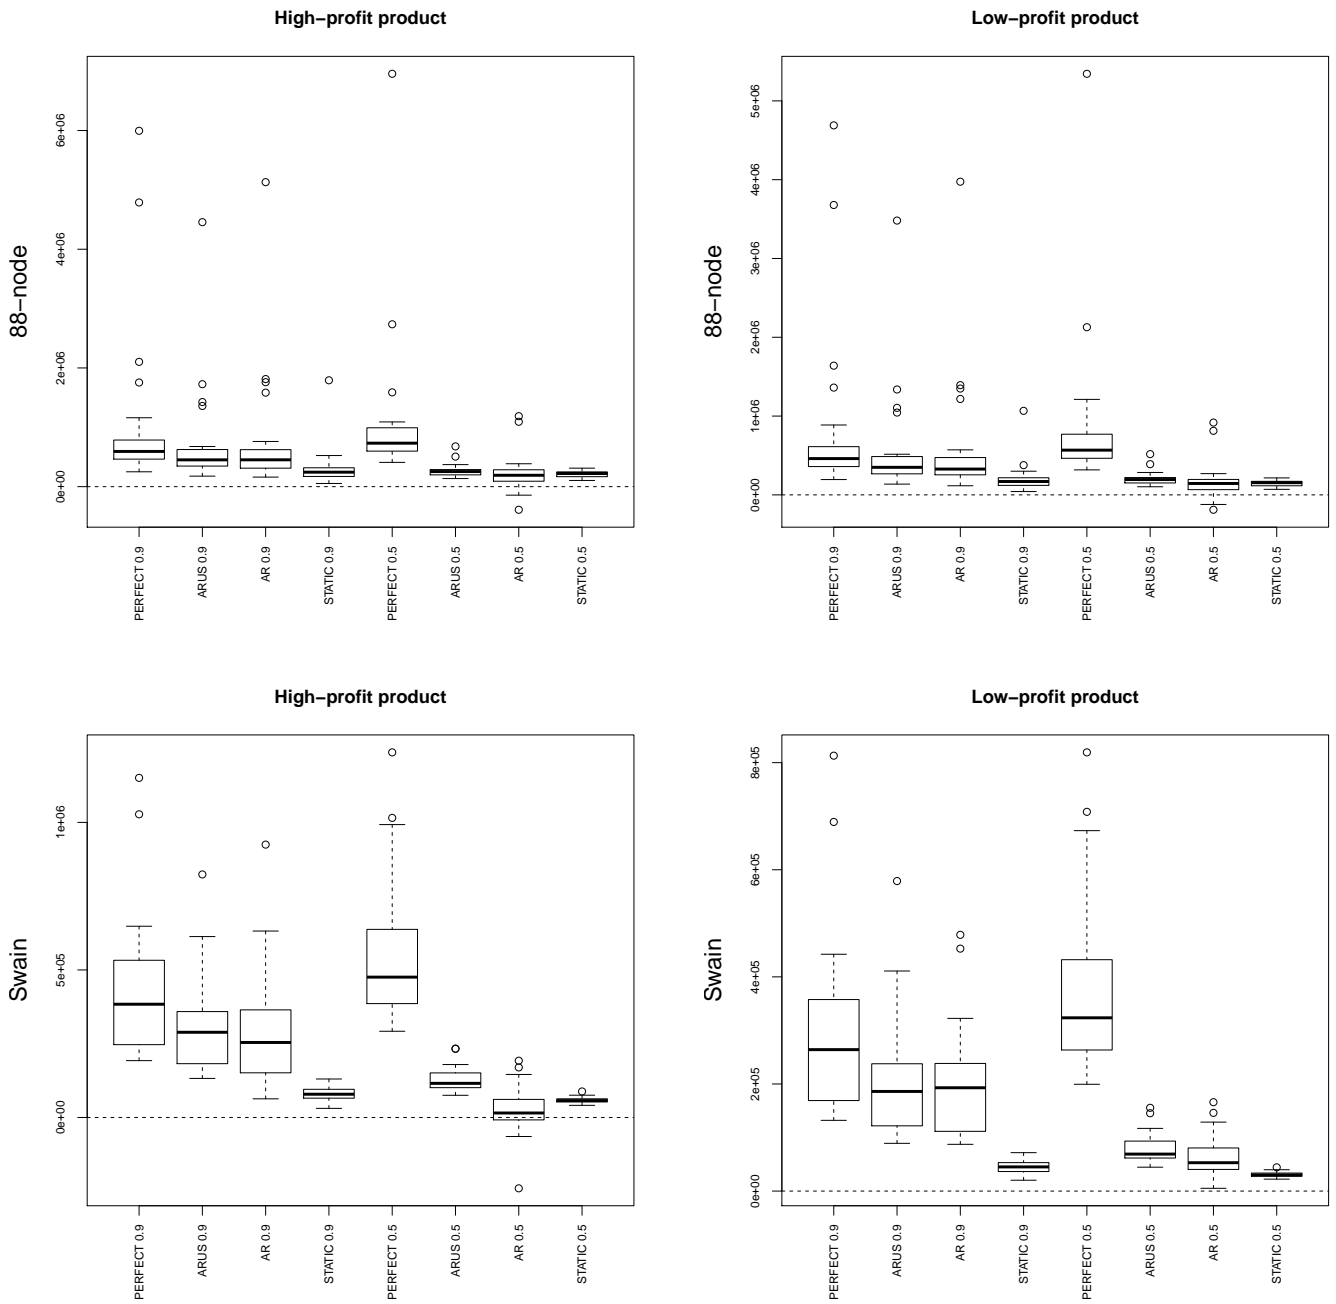 High−profit product
Low−profit product
88−node
6e+06
4e+06
2e+06
0e+00
PERFECT 0.9
ARUS 0.9
AR 0.9
STATIC 0.9
PERFECT 0.5
ARUS 0.5
AR 0.5
STATIC 0.5
88−node
5e+06
4e+06
3e+06
2e+06
1e+06
0e+00
PERFECT 0.9
ARUS 0.9
AR 0.9
STATIC 0.9
PERFECT 0.5
ARUS 0.5
AR 0.5
STATIC 0.5
High−profit product
Low−profit product
Swain
1e+06
5e+05
0e+00
PERFECT 0.9
ARUS 0.9
AR 0.9
STATIC 0.9
PERFECT 0.5
ARUS 0.5
AR 0.5
STATIC 0.5
Swain
8e+05
6e+05
4e+05
2e+05
0e+00
PERFECT 0.9
ARUS 0.9
AR 0.9
STATIC 0.9
PERFECT 0.5
ARUS 0.5
AR 0.5
STATIC 0.5